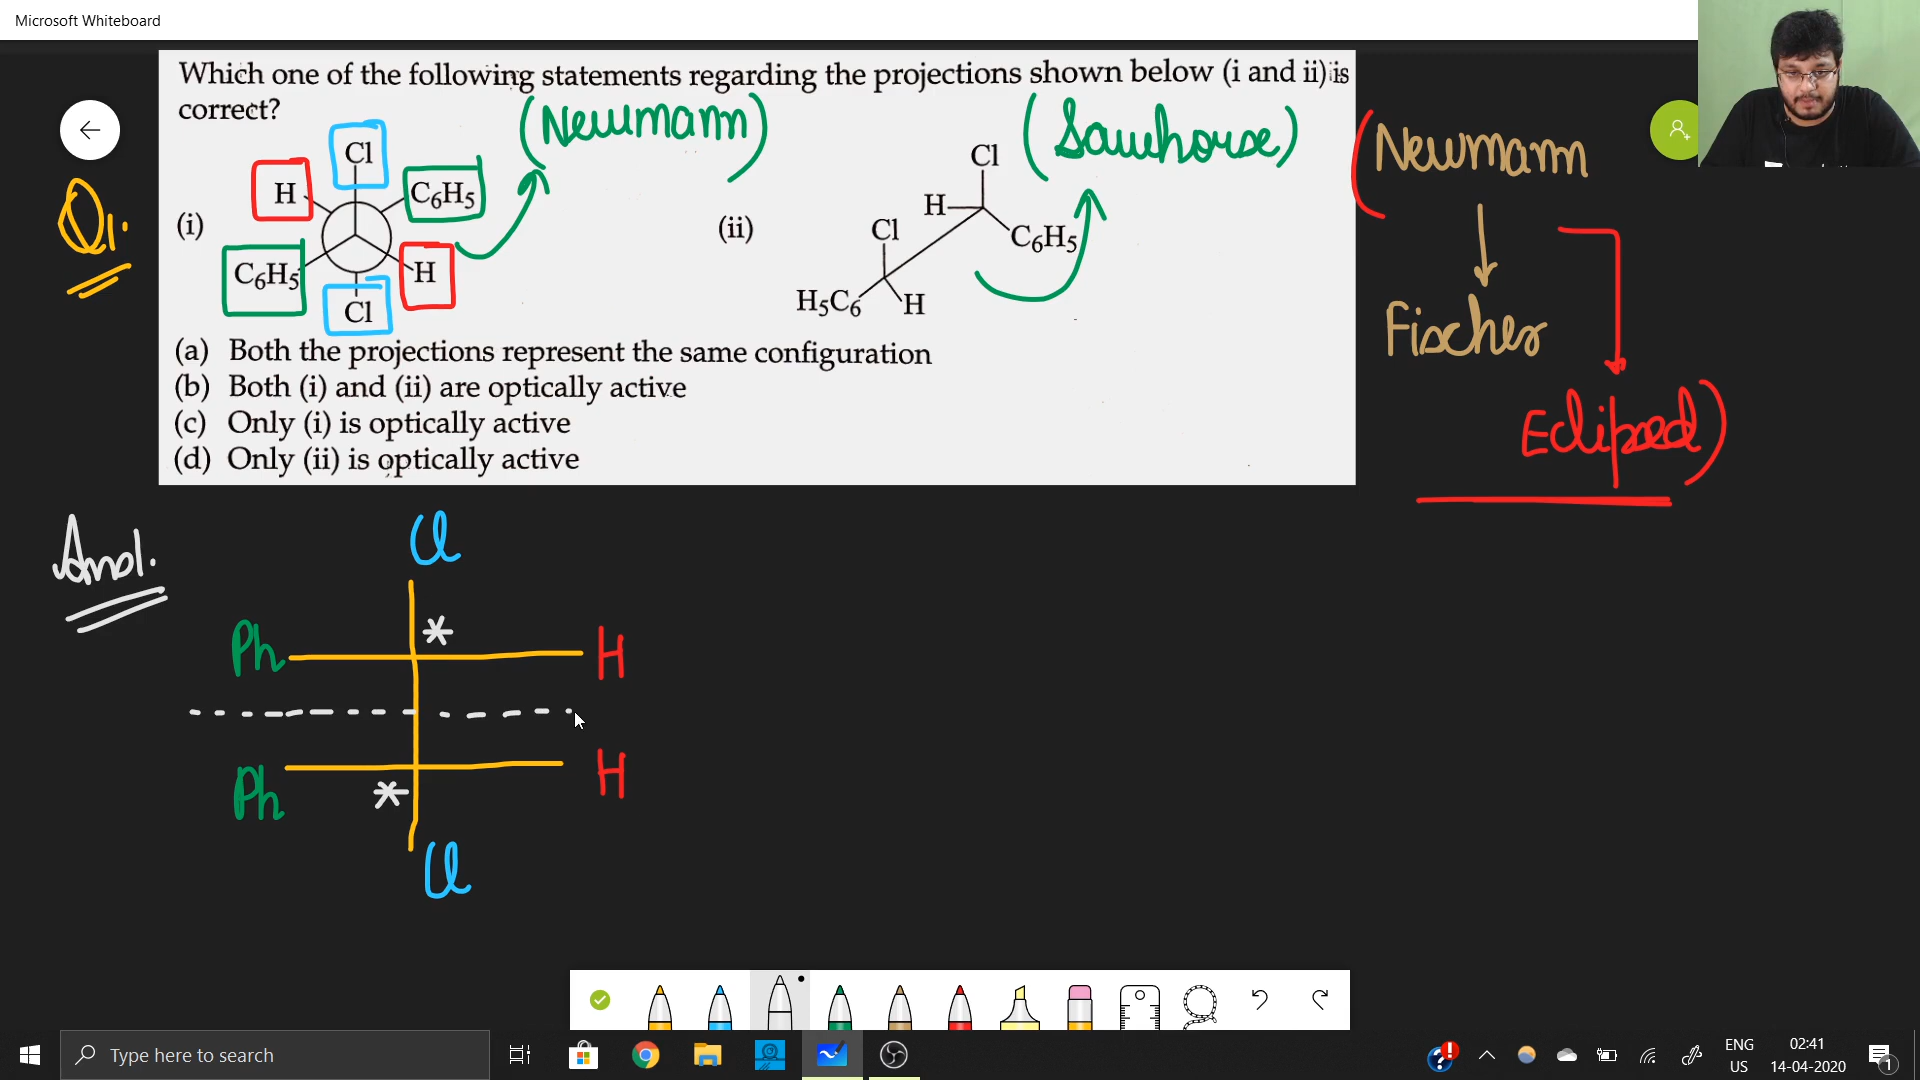 Microsoft Whiteboard
Which one of the following statements regarding the projections shown below (i and ii) is
correct?
(Newmann)
(Sawhorse)
(Newmann
Fischer
Eclipsed)
Q1.
(i)
Cl
H
C6H5
C6H5
H
Cl
(ii)
Cl
H
Cl
C6H5
H5C6
H
(a) Both the projections represent the same configuration
(b) Both (i) and (ii) are optically active
(c) Only (i) is optically active
(d) Only (ii) is optically active
Ans1.
Cl
*
Ph
H
Ph
H
*
Cl
Type here to search
ENG
US
02:41
14-04-2020
1